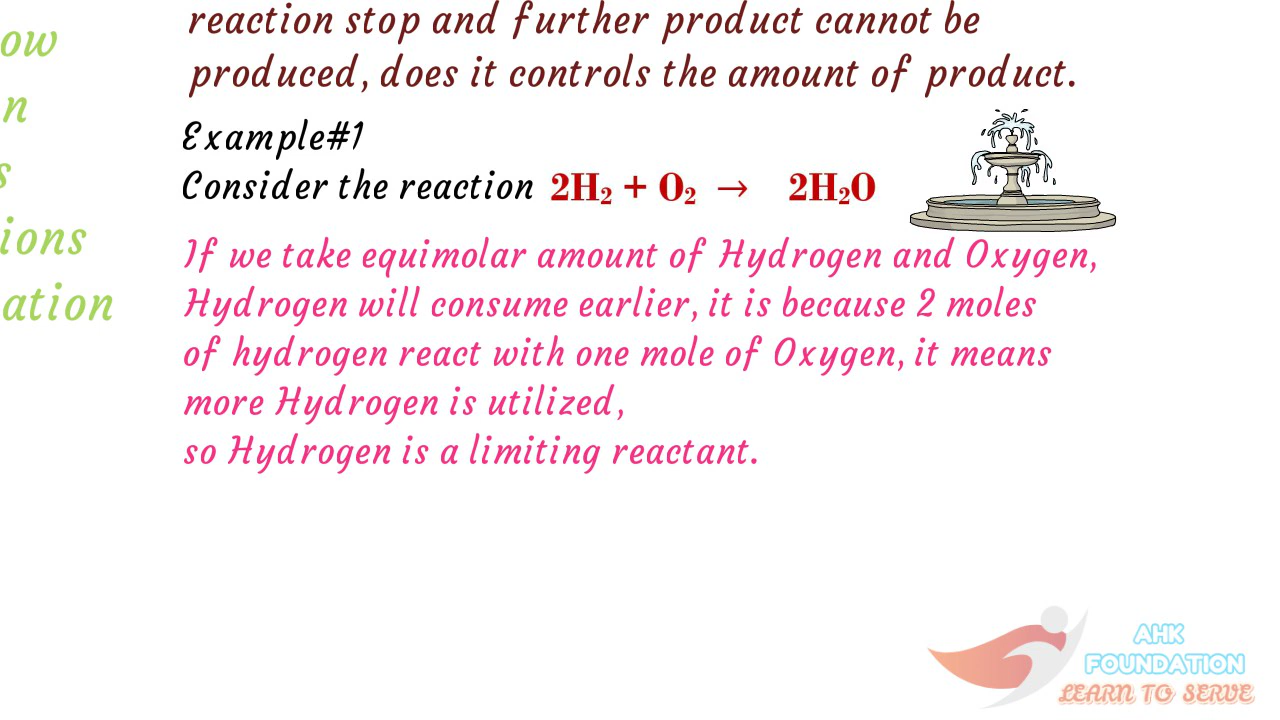 ow
n
s
ions
ation
reaction stop and further product cannot be
produced, does it controls the amount of product.
Example#1
Consider the reaction 2H₂ + O₂ → 2H₂O
If we take equimolar amount of Hydrogen and Oxygen,
Hydrogen will consume earlier, it is because 2 moles
of hydrogen react with one mole of Oxygen, it means
more Hydrogen is utilized,
so Hydrogen is a limiting reactant.
AHK
FOUNDATION
LEARN TO SERVE